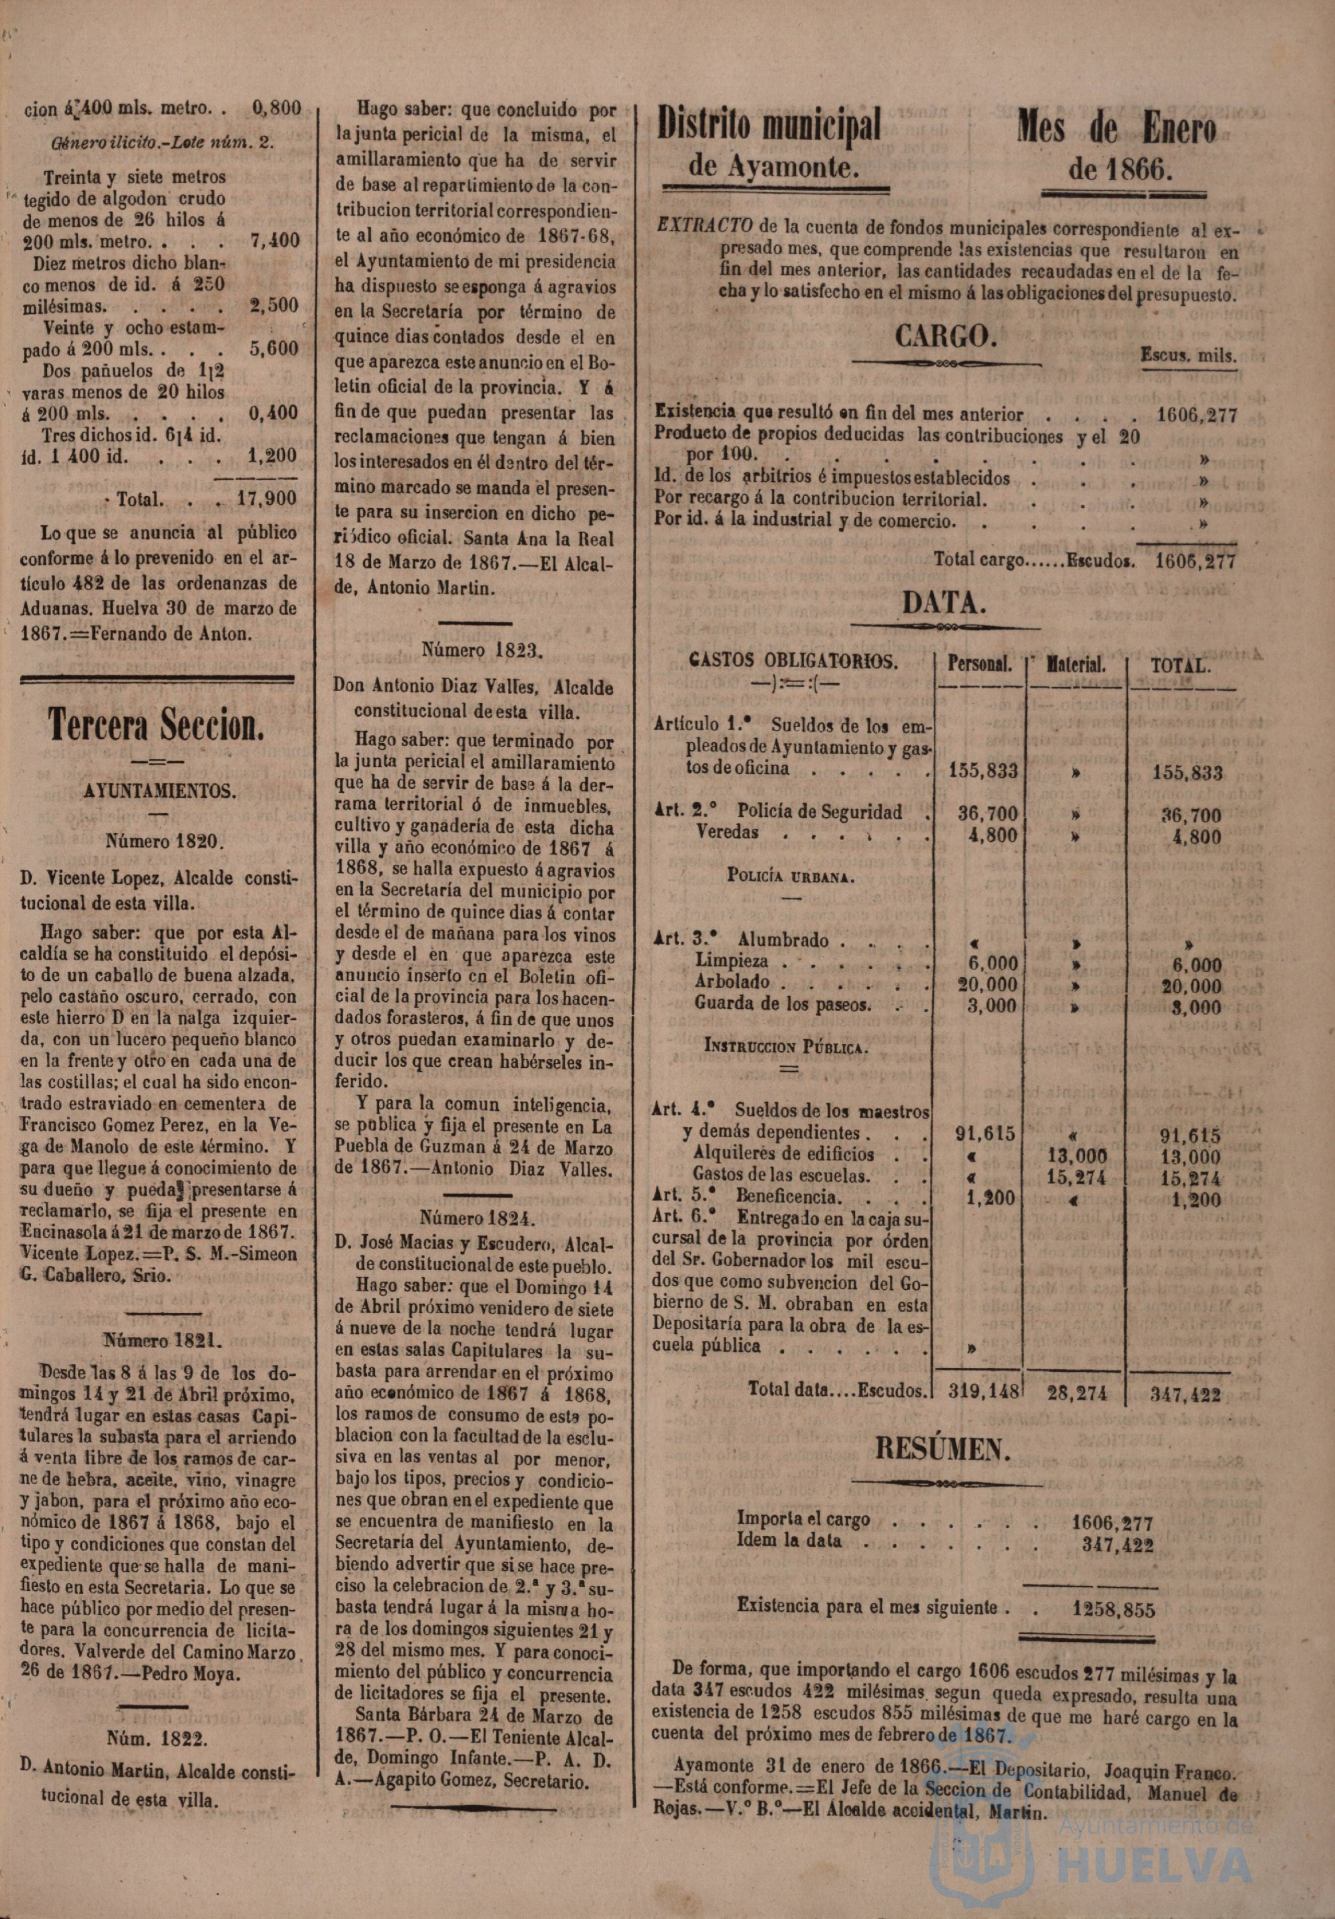 cion á 400 mls. metro. . 0,800
Género ilicito.-Lote núm. 2.
Treinta y siete metros
tegido de algodon crudo
de menos de 26 hilos á
200 mls. metro. . . . 7,400
Diez metros dicho blan-
co menos de id. á 250
milésimas. . . . . 2,500
Veinte y ocho estam-
pado á 200 mls. . . . 5,600
Dos pañuelos de 1¡2
varas menos de 20 hilos
á 200 mls. . . . . . 0,400
Tres dichos id. 6¡4 id.
id. 1 400 id. . . . 1,200
Total. . . 17,900
Lo que se anuncia al público
conforme á lo prevenido en el ar-
tículo 482 de las ordenanzas de
Aduanas. Huelva 30 de marzo de
1867.=Fernando de Anton.
Tercera Seccion.
—=—
AYUNTAMIENTOS.
Número 1820.
D. Vicente Lopez, Alcalde consti-
tucional de esta villa.
Hago saber: que por esta Al-
caldía se ha constituido el depósi-
to de un caballo de buena alzada,
pelo castaño oscuro, cerrado, con
este hierro D en la nalga izquier-
da, con un lucero pequeño blanco
en la frente y otro en cada una de
las costillas; el cual ha sido encon-
trado estraviado en cementera de
Francisco Gomez Perez, en la Ve-
ga de Manolo de este término. Y
para que llegue á conocimiento de
su dueño y pueda presentarse á
reclamarlo, se fija el presente en
Encinasola á 21 de marzo de 1867.
Vicente Lopez.=P. S. M.-Simeon
G. Caballero, Srio.
Número 1821.
Desde las 8 á las 9 de los do-
mingos 14 y 21 de Abril próximo,
tendrá lugar en estas casas Capi-
tulares la subasta para el arriendo
á venta libre de los ramos de car-
ne de hebra, aceite, vino, vinagre
y jabon, para el próximo año eco-
nómico de 1867 á 1868, bajo el
tipo y condiciones que constan del
expediente que se halla de mani-
fiesto en esta Secretaria. Lo que se
hace público por medio del presen-
te para la concurrencia de licita-
dores. Valverde del Camino Marzo
26 de 1867.—Pedro Moya.
Núm. 1822.
D. Antonio Martin, Alcalde consti-
tucional de esta villa.
Hago saber: que concluido por
la junta pericial de la misma, el
amillaramiento que ha de servir
de base al repartimiento de la con-
tribucion territorial correspondien-
te al año económico de 1867-68,
el Ayuntamiento de mi presidencia
ha dispuesto se esponga á agravios
en la Secretaría por término de
quince dias contados desde el en
que aparezca este anuncio en el Bo-
letin oficial de la provincia. Y á
fin de que puedan presentar las
reclamaciones que tengan á bien
los interesados en él dentro del tér-
mino marcado se manda el presen-
te para su insercion en dicho pe-
riódico oficial. Santa Ana la Real
18 de Marzo de 1867.—El Alcal-
de, Antonio Martin.
Número 1823.
Don Antonio Diaz Valles, Alcalde
constitucional de esta villa.
Hago saber: que terminado por
la junta pericial el amillaramiento
que ha de servir de base á la der-
rama territorial ó de inmuebles,
cultivo y ganadería de esta dicha
villa y año económico de 1867 á
1868, se halla expuesto á agravios
en la Secretaría del municipio por
el término de quince dias á contar
desde el de mañana para los vinos
y desde el en que aparezca este
anuncio inserto en el Boletin ofi-
cial de la provincia para los hacen-
dados forasteros, á fin de que unos
y otros puedan examinarlo y de-
ducir los que crean habérseles in-
ferido.
Y para la comun inteligencia,
se publica y fija el presente en La
Puebla de Guzman á 24 de Marzo
de 1867.—Antonio Diaz Valles.
Número 1824.
D. José Macias y Escudero, Alcal-
de constitucional de este pueblo.
Hago saber: que el Domingo 14
de Abril próximo venidero de siete
á nueve de la noche tendrá lugar
en estas salas Capitulares la su-
basta para arrendar en el próximo
año económico de 1867 á 1868,
los ramos de consumo de esta po-
blacion con la facultad de la esclu-
siva en las ventas al por menor,
bajo los tipos, precios y condicio-
nes que obran en el expediente que
se encuentra de manifiesto en la
Secretaría del Ayuntamiento, de-
biendo advertir que si se hace pre-
ciso la celebracion de 2.ª y 3.ª su-
basta tendrá lugar á la misma ho-
ra de los domingos siguientes 21 y
28 del mismo mes. Y para conoci-
miento del público y concurrencia
de licitadores se fija el presente.
Santa Bárbara 24 de Marzo de
1867.—P. O.—El Teniente Alcal-
de, Domingo Infante.—P. A. D.
A.—Agapito Gomez, Secretario.
Distrito municipal
de Ayamonte.
Mes de Enero
de 1866.
EXTRACTO de la cuenta de fondos municipales correspondiente al ex-
presado mes, que comprende las existencias que resultaron en
fin del mes anterior, las cantidades recaudadas en el de la fe-
cha y lo satisfecho en el mismo á las obligaciones del presupuesto.
CARGO.
Escus. mils.
Existencia que resultó en fin del mes anterior . . . . 1606,277
Producto de propios deducidas las contribuciones y el 20
por 100. . . . . . . . . »
Id. de los arbitrios é impuestos establecidos . . . »
Por recargo á la contribucion territorial. . . . »
Por id. á la industrial y de comercio. . . . . »
Total cargo......Escudos. 1606,277
DATA.
GASTOS OBLIGATORIOS. Personal. Material. TOTAL.
—):=:(—
Artículo 1.º Sueldos de los em-
pleados de Ayuntamiento y gas-
tos de oficina . . . . . 155,833 » 155,833
Art. 2.º Policía de Seguridad . 36,700 » 36,700
Veredas . . . . . . 4,800 » 4,800
POLICÍA URBANA.
Art. 3.º Alumbrado . . . . « » »
Limpieza . . . . . . 6,000 » 6,000
Arbolado . . . . . . 20,000 » 20,000
Guarda de los paseos. . . 3,000 » 3,000
INSTRUCCION PÚBLICA.
Art. 4.º Sueldos de los maestros
y demás dependientes . . . 91,615 « 91,615
Alquileres de edificios . . « 13,000 13,000
Gastos de las escuelas. . . « 15,274 15,274
Art. 5.º Beneficencia. . . . 1,200 « 1,200
Art. 6.º Entregado en la caja su-
cursal de la provincia por órden
del Sr. Gobernador los mil escu-
dos que como subvencion del Go-
bierno de S. M. obraban en esta
Depositaría para la obra de la es-
cuela pública . . . . . . »
Total data....Escudos. 319,148 28,274 347,422
RESÚMEN.
Importa el cargo . . . . . . 1606,277
Idem la data . . . . . . . 347,422
Existencia para el mes siguiente . . 1258,855
De forma, que importando el cargo 1606 escudos 277 milésimas y la
data 347 escudos 422 milésimas segun queda expresado, resulta una
existencia de 1258 escudos 855 milésimas de que me haré cargo en la
cuenta del próximo mes de febrero de 1867.
Ayamonte 31 de enero de 1866.—El Depositario, Joaquin Franco.
—Está conforme.=El Jefe de la Seccion de Contabilidad, Manuel de
Rojas.—V.º B.º—El Alcalde accidental, Martin.
Ayuntamiento de
HUELVA